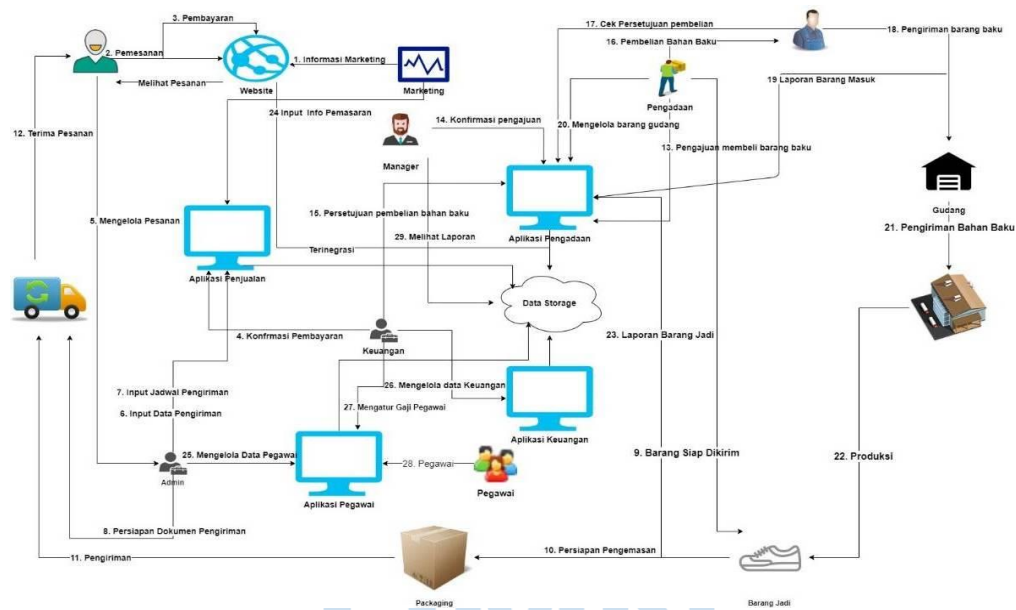 3. Pembayaran
17. Cek Persetujuan pembelian
2. Pemesanan
16. Pembelian Bahan Baku
18. Pengiriman barang baku
1. Informasi Marketing
Melihat Pesanan
Website
Marketing
19 Laporan Barang Masuk
Pengadaan
24 Input Info Pemasaran
14. Konfirmasi pengajuan
20. Mengelola barang gudang
12. Terima Pesanan
13. Pengajuan membeli barang baku
Manager
Gudang
5. Mengelola Pesanan
15. Persetujuan pembelian bahan baku
21. Pengiriman Bahan Baku
29. Melihat Laporan
Aplikasi Pengadaan
Terinegrasi
Aplikasi Penjualan
Data Storage
4. Konfrmasi Pembayaran
23. Laporan Barang Jadi
Keuangan
26. Mengelola data Keuangan
7. Input Jadwal Pengiriman
27. Mengatur Gaji Pegawai
6. Input Data Pengiriman
Aplikasi Keuangan
25. Mengelola Data Pegawai
9. Barang Siap Dikirim
22. Produksi
28. Pegawai
Admin
Pegawai
Aplikasi Pegawai
8. Persiapan Dokumen Pengiriman
10. Persiapan Pengemasan
11. Pengiriman
Packaging
Barang Jadi